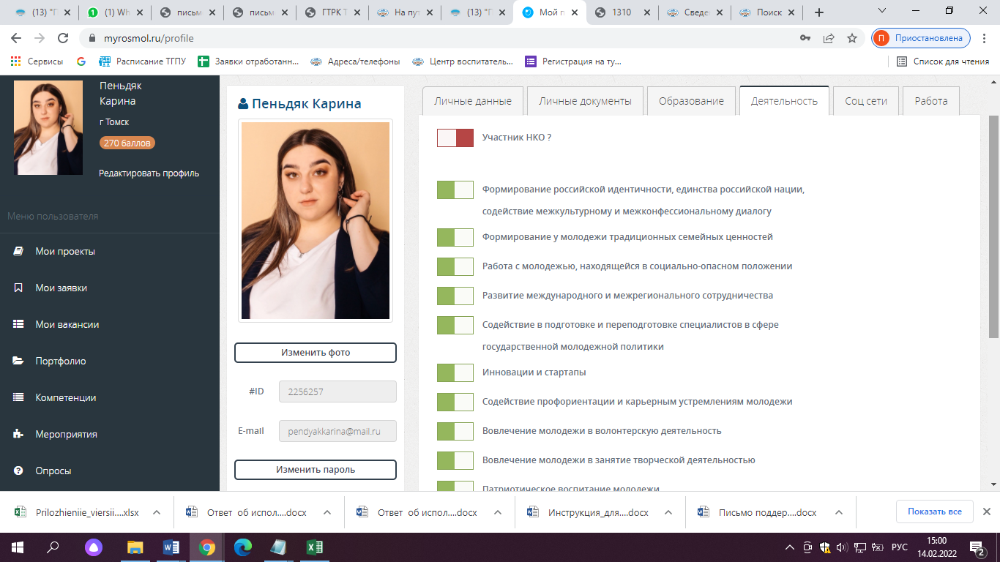 (13) "Г
(1) Wh
письм
письм
ГТРК Т
На пут
(13) "Г
Мой п
1310
Сведе
Поиск
myrosmol.ru/profile
П
Приостановлена
Сервисы
Расписание ТГПУ
Заявки отработанн...
Адреса/телефоны
Центр воспитатель...
Регистрация на ту...
Список для чтения
Пеньдяк
Карина
г Томск
270 баллов
Редактировать профиль
Меню пользователя
Мои проекты
Мои заявки
Мои вакансии
Портфолио
Компетенции
Мероприятия
Опросы
Пеньдяк Карина
Изменить фото
#ID
2256257
E-mail
pendyakkarina@mail.ru
Изменить пароль
Личные данные
Личные документы
Образование
Деятельность
Соц сети
Работа
Участник НКО ?
Формирование российской идентичности, единства российской нации,
содействие межкультурному и межконфессиональному диалогу
Формирование у молодежи традиционных семейных ценностей
Работа с молодежью, находящейся в социально-опасном положении
Развитие международного и межрегионального сотрудничества
Содействие в подготовке и переподготовке специалистов в сфере
государственной молодежной политики
Инновации и стартапы
Содействие профориентации и карьерным устремлениям молодежи
Вовлечение молодежи в волонтерскую деятельность
Вовлечение молодежи в занятие творческой деятельностью
Патриотическое воспитание молодежи
Prilozhieniie_viersii....xlsx
Ответ об испол....docx
Ответ об испол....docx
Инструкция_для....docx
Письмо поддер....docx
Показать все
РУС
15:00
14.02.2022
2